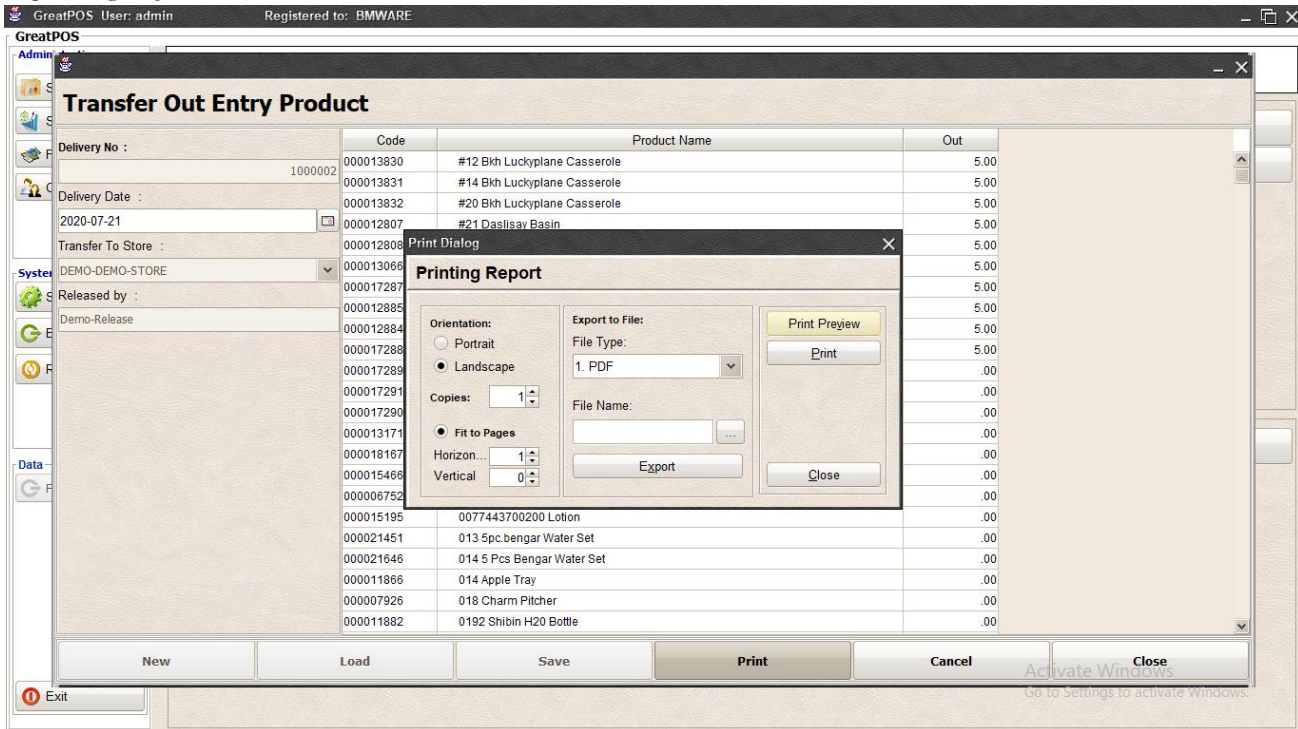 GreatPOS User: admin Registered to: BMWARE
GreatPOS
Admin
Transfer Out Entry Product
Delivery No :
1000002
Delivery Date :
2020-07-21
Transfer To Store :
DEMO-DEMO-STORE
Released by :
Demo-Release
Code Product Name Out
000013830 #12 Bkh Luckyplane Casserole 5.00
000013831 #14 Bkh Luckyplane Casserole 5.00
000013832 #20 Bkh Luckyplane Casserole 5.00
000012807 #21 Daslisay Basin 5.00
000012808 5.00
000013066 5.00
000017287 5.00
000012885 5.00
000012884 5.00
000017288 5.00
000017289 .00
000017291 .00
000017290 .00
000013171 .00
000018167 .00
000015466 .00
000006752 .00
000015195 0077443700200 Lotion .00
000021451 013 5pc.bengar Water Set .00
000021646 014 5 Pcs Bengar Water Set .00
000011866 014 Apple Tray .00
000007926 018 Charm Pitcher .00
000011882 0192 Shibin H20 Bottle .00
Print Dialog
Printing Report
Orientation:
Portrait
Landscape
Copies: 1
Fit to Pages
Horizon... 1
Vertical 0
Export to File:
File Type:
1. PDF
File Name:
...
Export
Print Preview
Print
Close
New Load Save Print Cancel Close
System
Data
Exit
Activate Windows
Go to Settings to activate Windows.